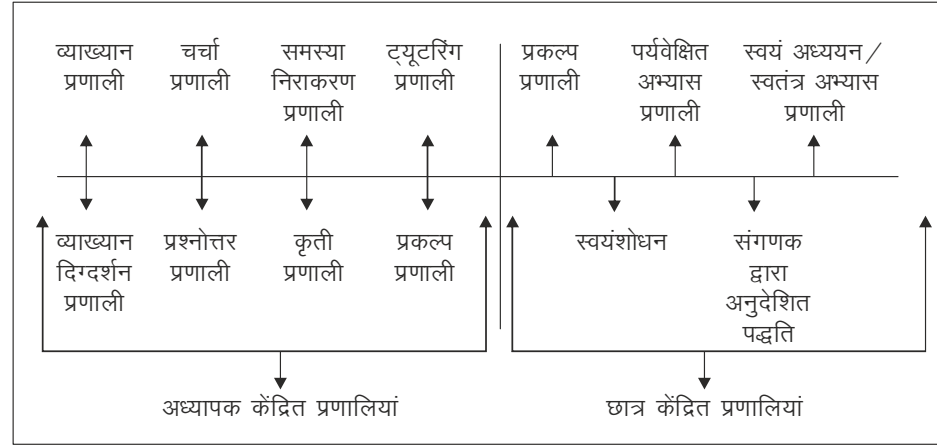 व्याख्यान
प्रणाली
चर्चा
प्रणाली
समस्या
निराकरण
प्रणाली
ट्यूटरिंग
प्रणाली
प्रकल्प
प्रणाली
पर्यवेक्षित
अभ्यास
प्रणाली
स्वयं अध्ययन/
स्वतंत्र अभ्यास
प्रणाली
व्याख्यान
दिग्दर्शन
प्रणाली
प्रश्नोत्तर
प्रणाली
कृती
प्रणाली
प्रकल्प
प्रणाली
स्वयंशोधन
संगणक
द्वारा
अनुदेशित
पद्धति
अध्यापक केंद्रित प्रणालियां
छात्र केंद्रित प्रणालियां